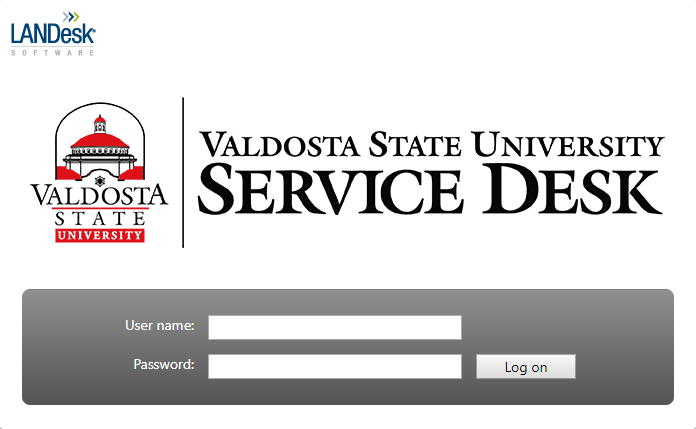 LANDesk®
SOFTWARE
VALDOSTA
STATE
UNIVERSITY
VALDOSTA STATE UNIVERSITY
SERVICE DESK
User name:
Password:
Log on